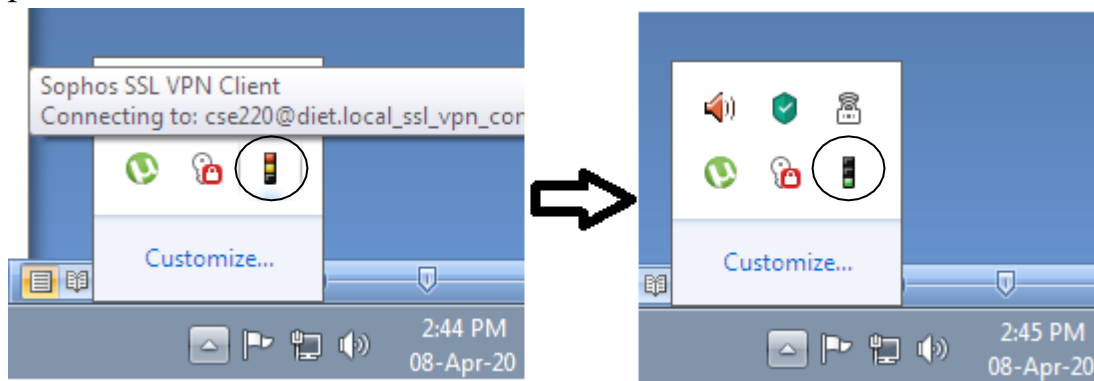 Sophos SSL VPN Client
Connecting to: cse220@diet.local_ssl_vpn_cor
Customize...
2:44 PM
08-Apr-20
Customize...
2:45 PM
08-Apr-20